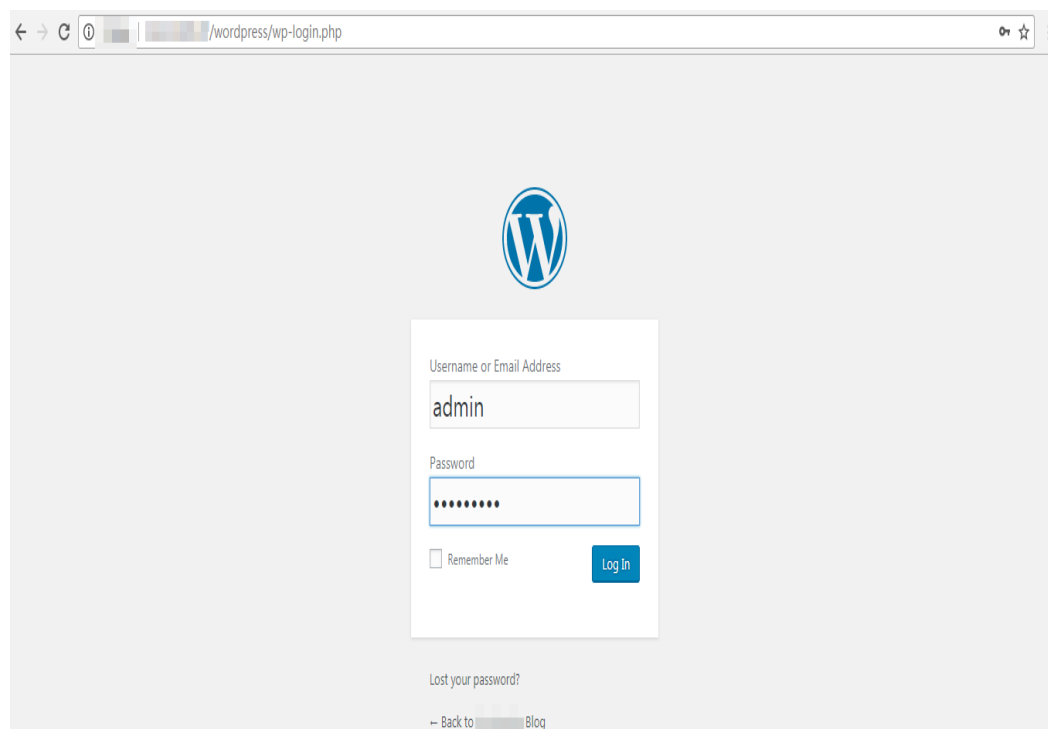 /wordpress/wp-login.php
W
Username or Email Address
admin
Password
•••••••••
Remember Me
Log In
Lost your password?
← Back to Blog